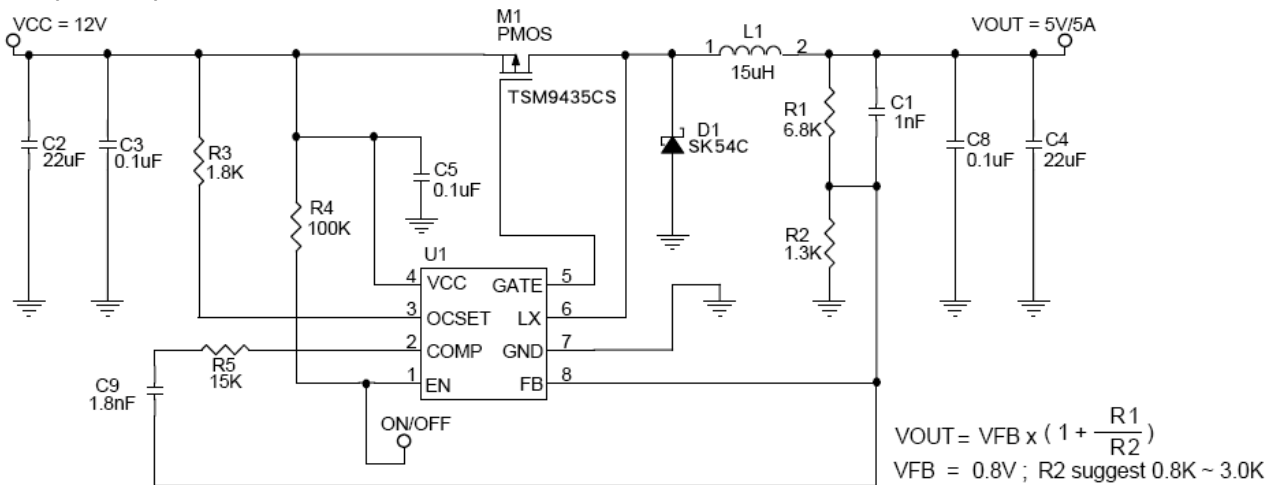 VCC = 12V
M1
PMOS
TSM9435CS
L1
1 2
15uH
VOUT = 5V/5A
C2
22uF
C3
0.1uF
R3
1.8K
R4
100K
C5
0.1uF
D1
SK54C
R1
6.8K
C1
1nF
R2
1.3K
C8
0.1uF
C4
22uF
U1
4 VCC GATE 5
3 OCSET LX 6
2 COMP GND 7
1 EN FB 8
R5
15K
C9
1.8nF
ON/OFF
VOUT = VFB x ( 1 + R1 / R2 )
VFB = 0.8V ; R2 suggest 0.8K ~ 3.0K